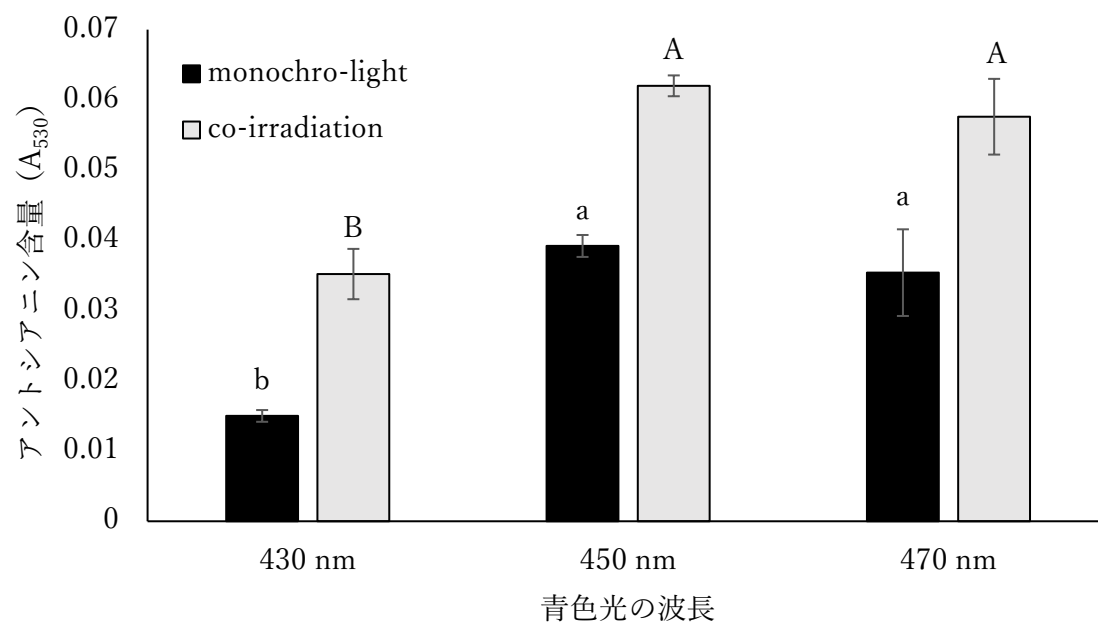 アントシアニン含量（A530）
0.07
0.06
0.05
0.04
0.03
0.02
0.01
0
monochro-light
co-irradiation
b
B
a
A
a
A
430 nm
450 nm
470 nm
青色光の波長